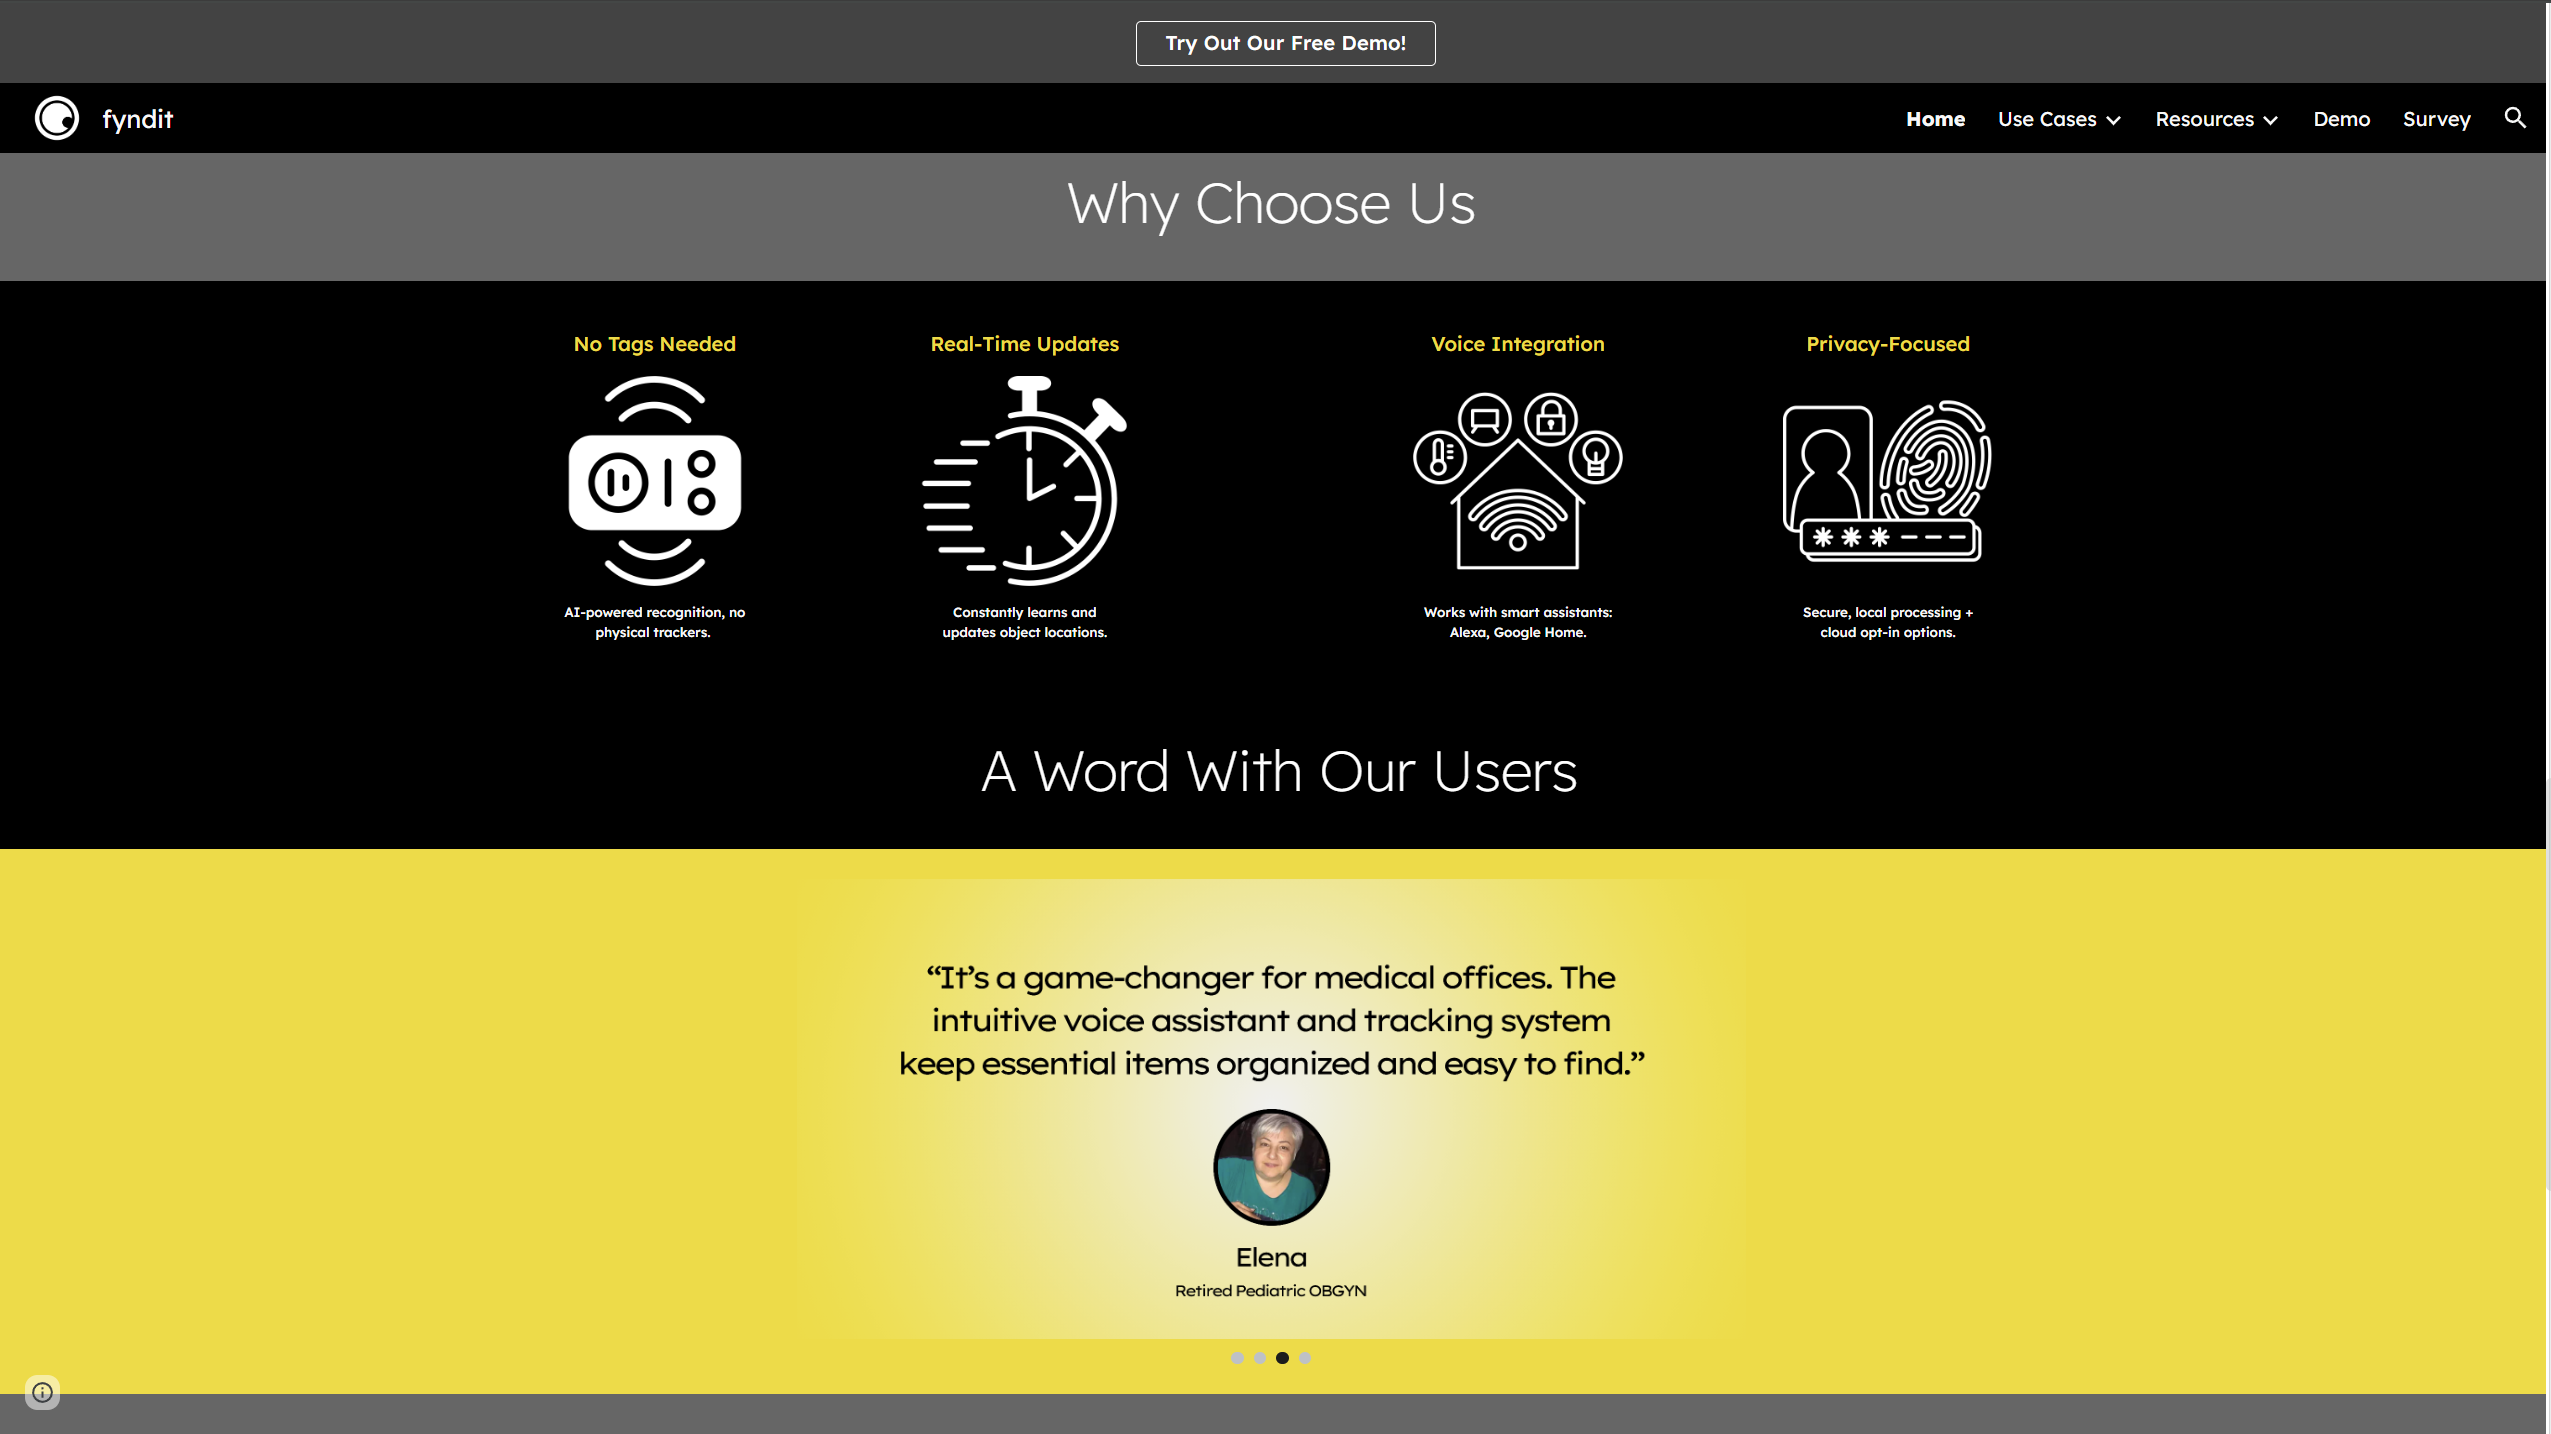 Try Out Our Free Demo!
fyndit
Home Use Cases Resources Demo Survey
Why Choose Us
No Tags Needed
AI-powered recognition, no
physical trackers.
Real-Time Updates
Constantly learns and
updates object locations.
Voice Integration
Works with smart assistants:
Alexa, Google Home.
Privacy-Focused
***---
Secure, local processing +
cloud opt-in options.
A Word With Our Users
“It’s a game-changer for medical offices. The
intuitive voice assistant and tracking system
keep essential items organized and easy to find.”
Elena
Retired Pediatric OBGYN